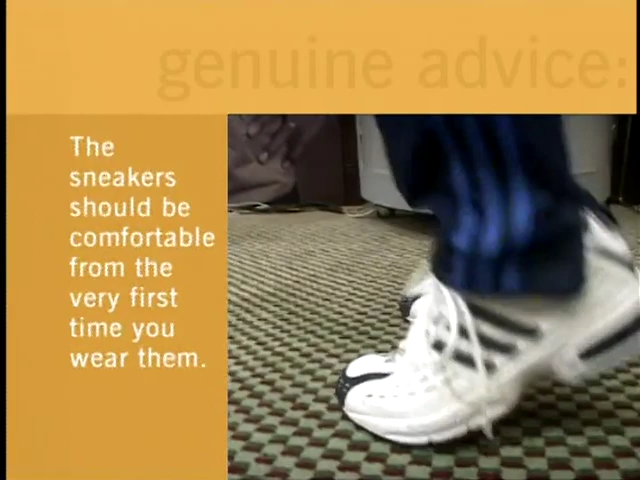 genuine advice:
The
sneakers
should be
comfortable
from the
very first
time you
wear them.